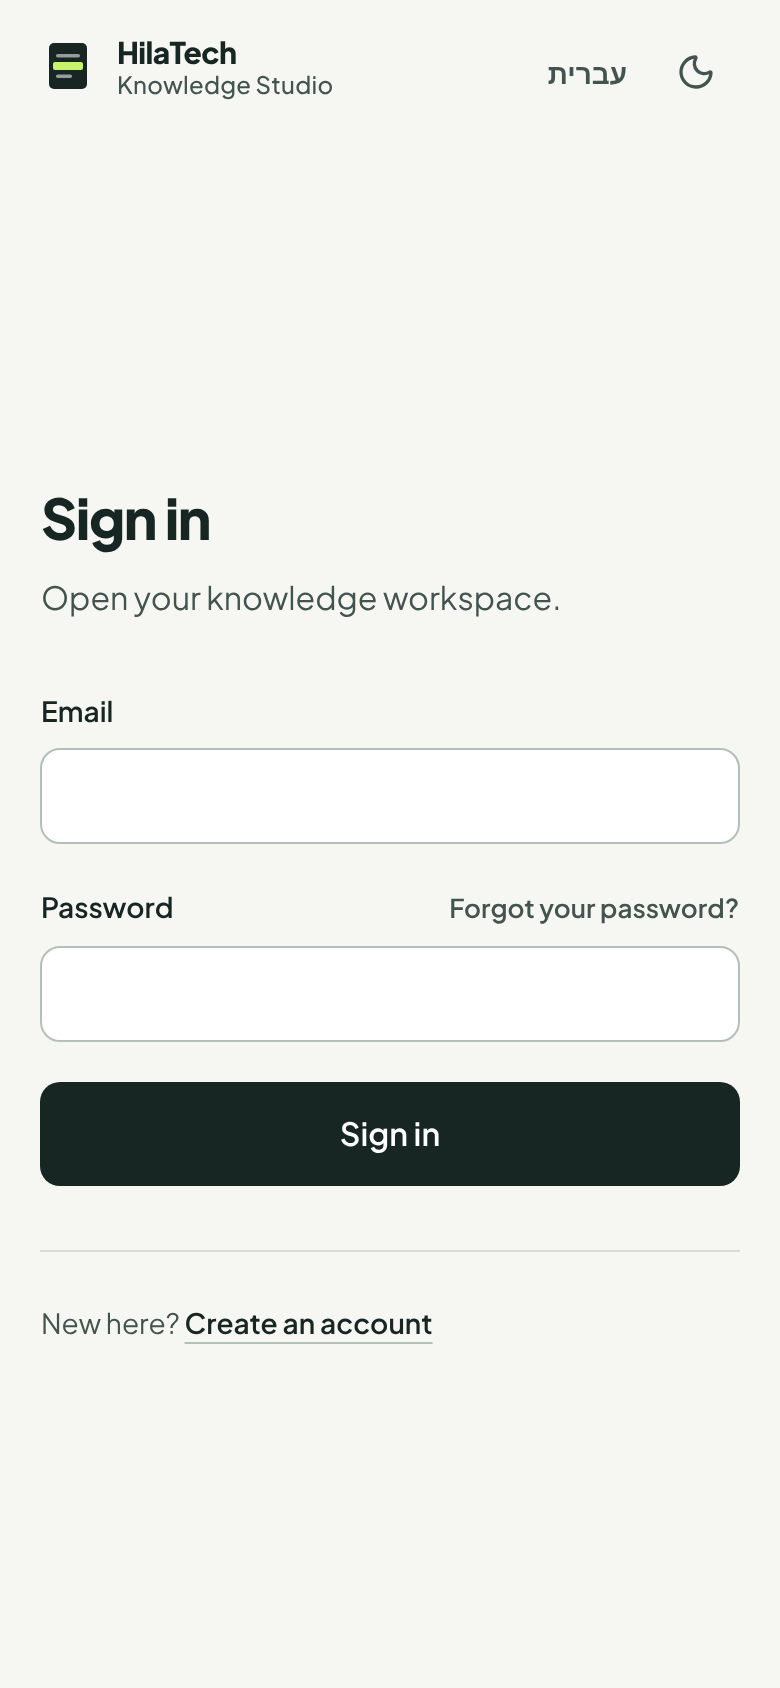 HilaTech
Knowledge Studio
עברית
Sign in
Open your knowledge workspace.
Email
Password
Forgot your password?
Sign in
New here? Create an account